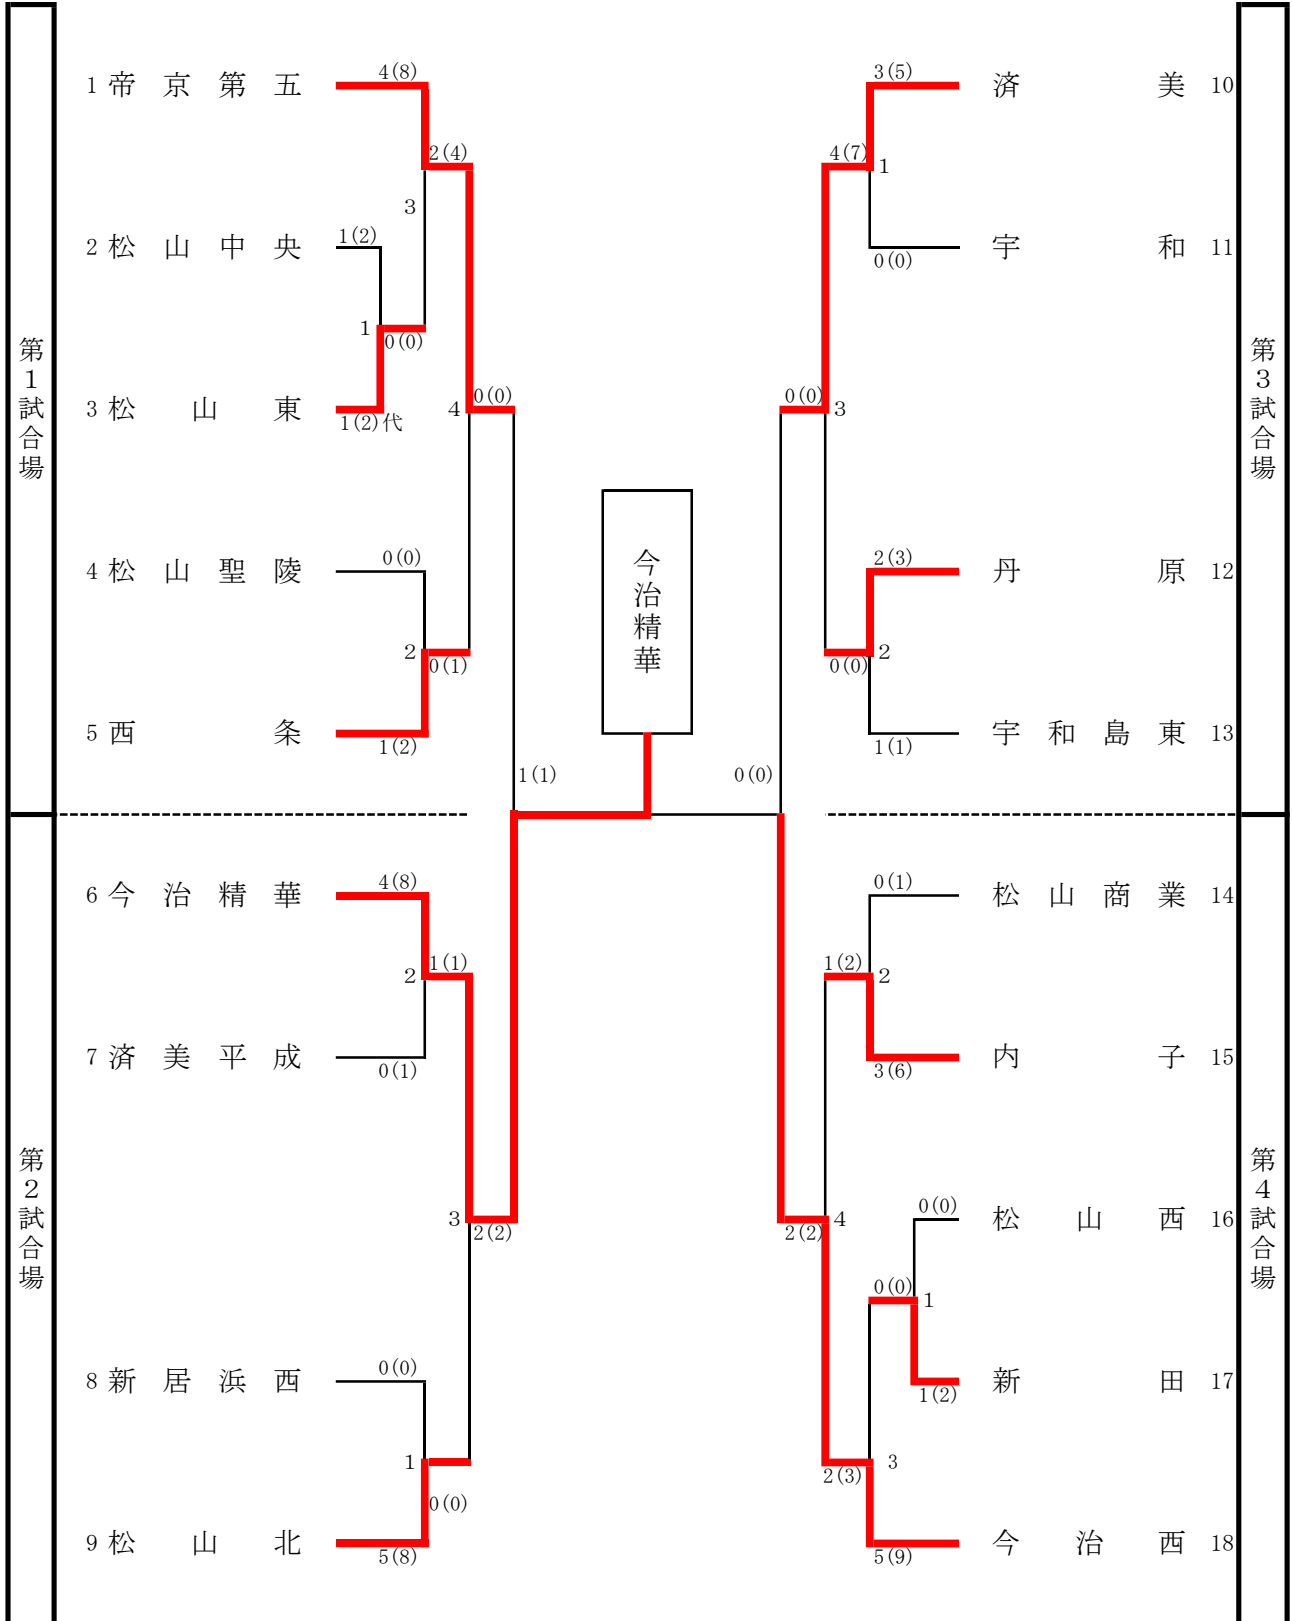 第1試合場
1 帝京第五
4(8)
2(4)
3
2 松山中央
1(2)
1
0(0)
3 松山東
1(2)代
4
0(0)
4 松山聖陵
0(0)
2
0(1)
5 西条
1(2)
1(1)
第2試合場
6 今治精華
4(8)
1(1)
2
7 済美平成
0(1)
3
2(2)
8 新居浜西
0(0)
1
0(0)
9 松山北
5(8)
今治精華
第3試合場
3(5)
済美 10
4(7)
1
宇和 11
0(0)
0(0)
3
2(3)
丹原 12
0(0)
2
宇和島東 13
1(1)
0(0)
第4試合場
0(1)
松山商業 14
1(2)
2
内子 15
3(6)
0(0)
松山西 16
2(2)
4
0(0)
1
新田 17
1(2)
2(3)
3
今治西 18
5(9)